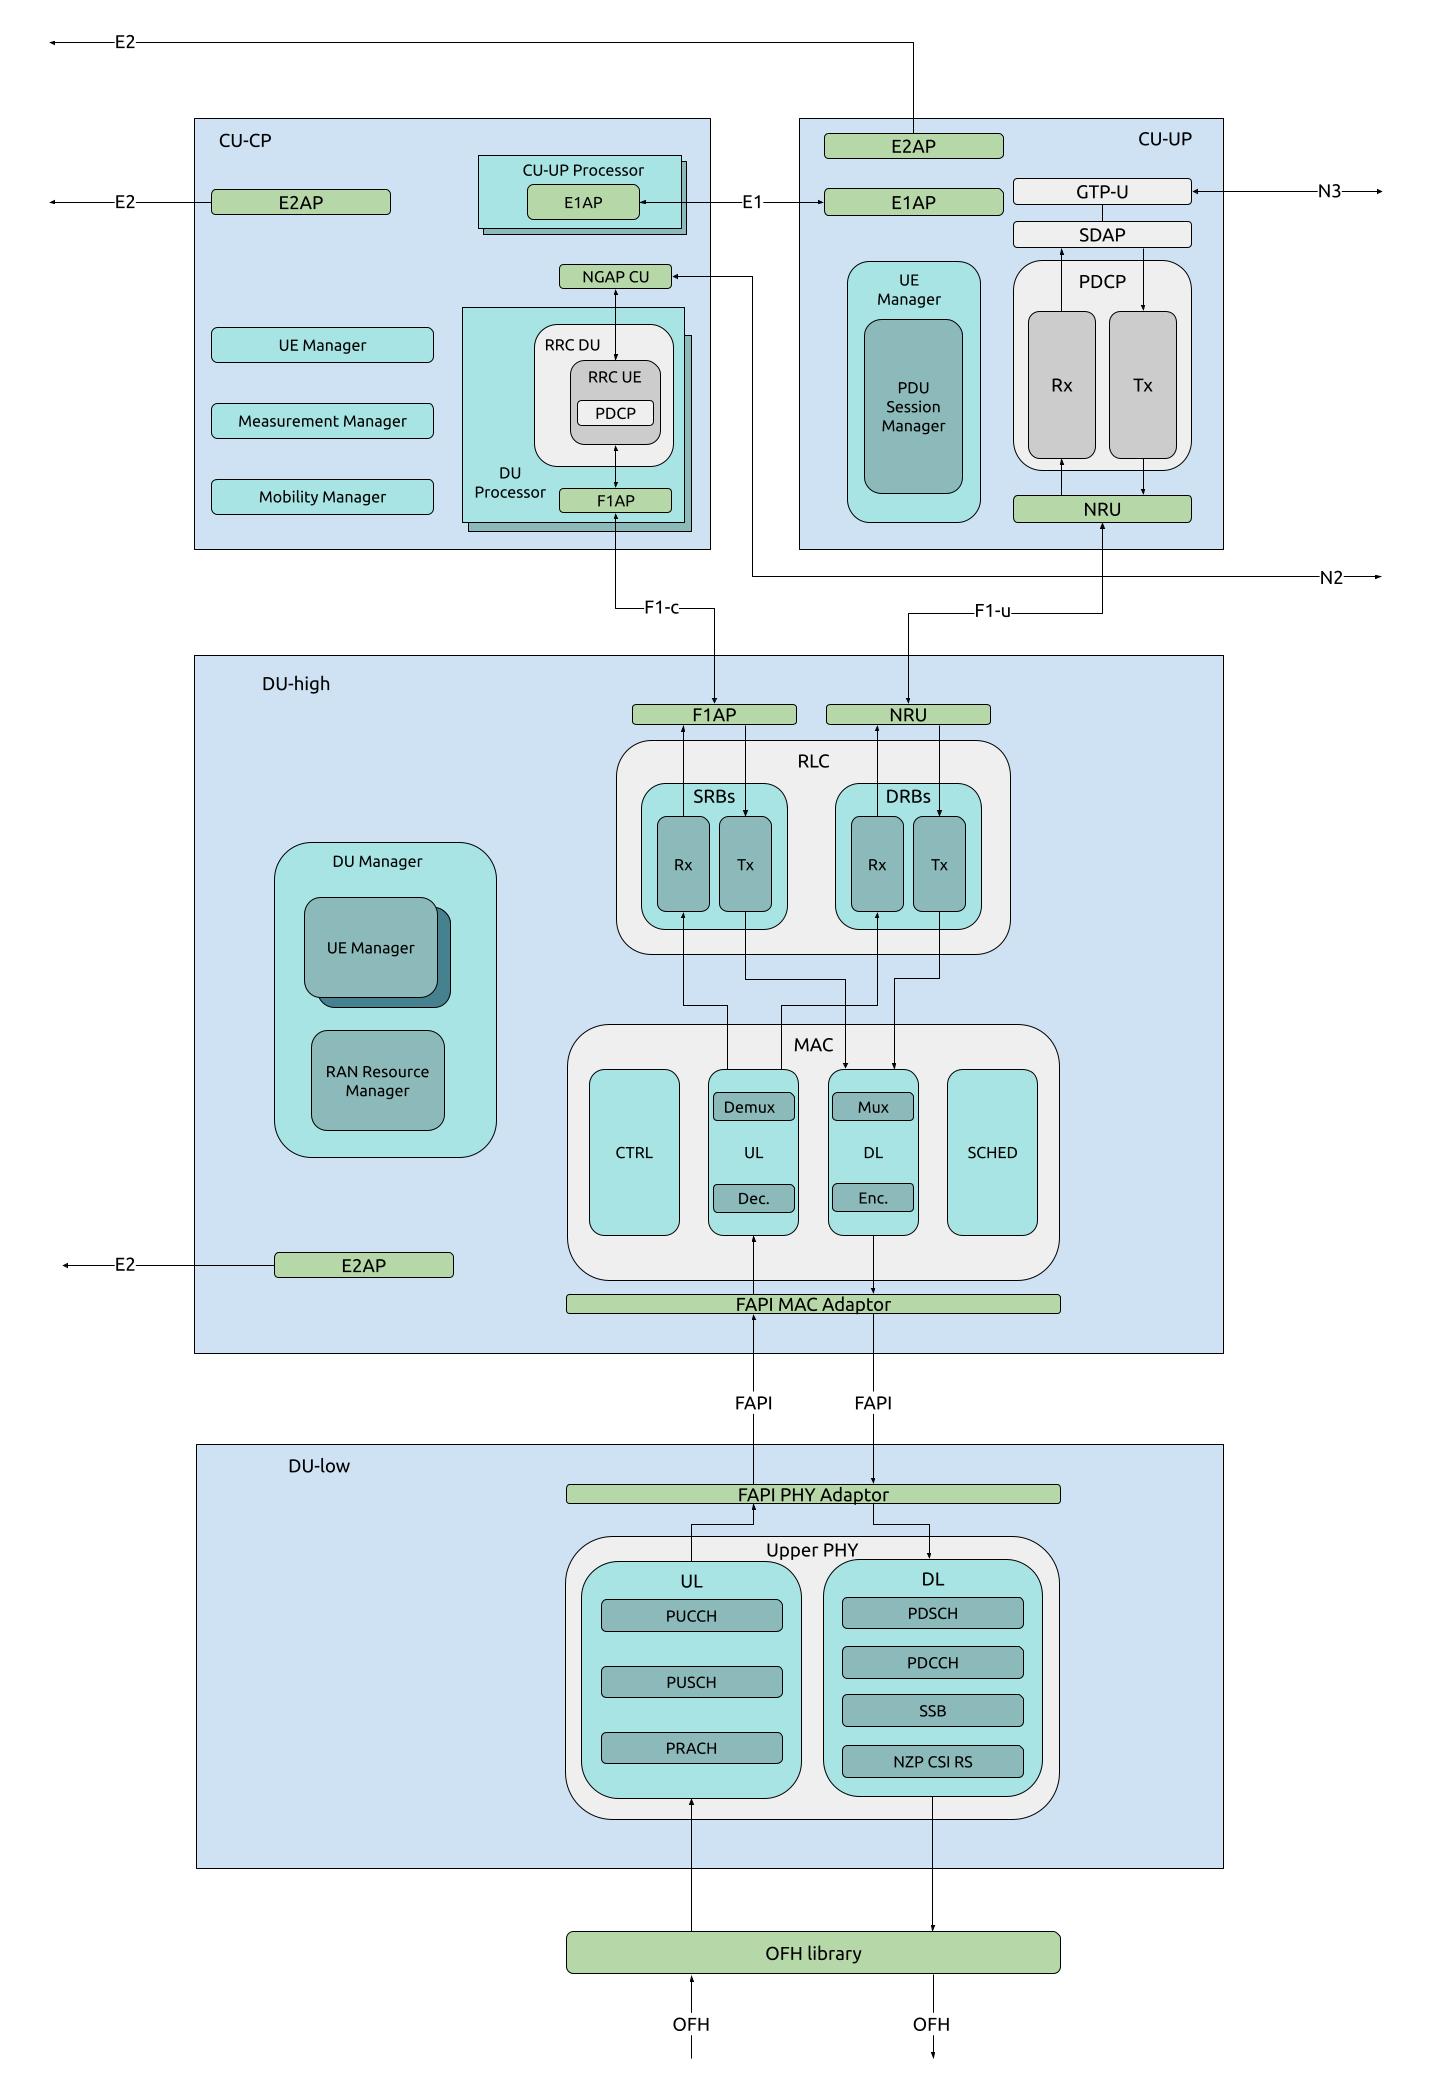 E2
CU-CP
CU-UP Processor
E1AP
E2
E2AP
NGAP CU
UE Manager
Measurement Manager
Mobility Manager
RRC DU
RRC UE
PDCP
DU
Processor
F1AP
E1
CU-UP
E2AP
E1AP
GTP-U
N3
SDAP
UE
Manager
PDU
Session
Manager
PDCP
Rx
Tx
NRU
N2
F1-c
F1-u
DU-high
F1AP
NRU
RLC
SRBs
DRBs
Rx
Tx
Rx
Tx
DU Manager
UE Manager
RAN Resource
Manager
MAC
CTRL
Demux
UL
Dec.
Mux
DL
Enc.
SCHED
E2
E2AP
FAPI MAC Adaptor
FAPI
FAPI
DU-low
FAPI PHY Adaptor
Upper PHY
UL
PUCCH
PUSCH
PRACH
DL
PDSCH
PDCCH
SSB
NZP CSI RS
OFH library
OFH
OFH